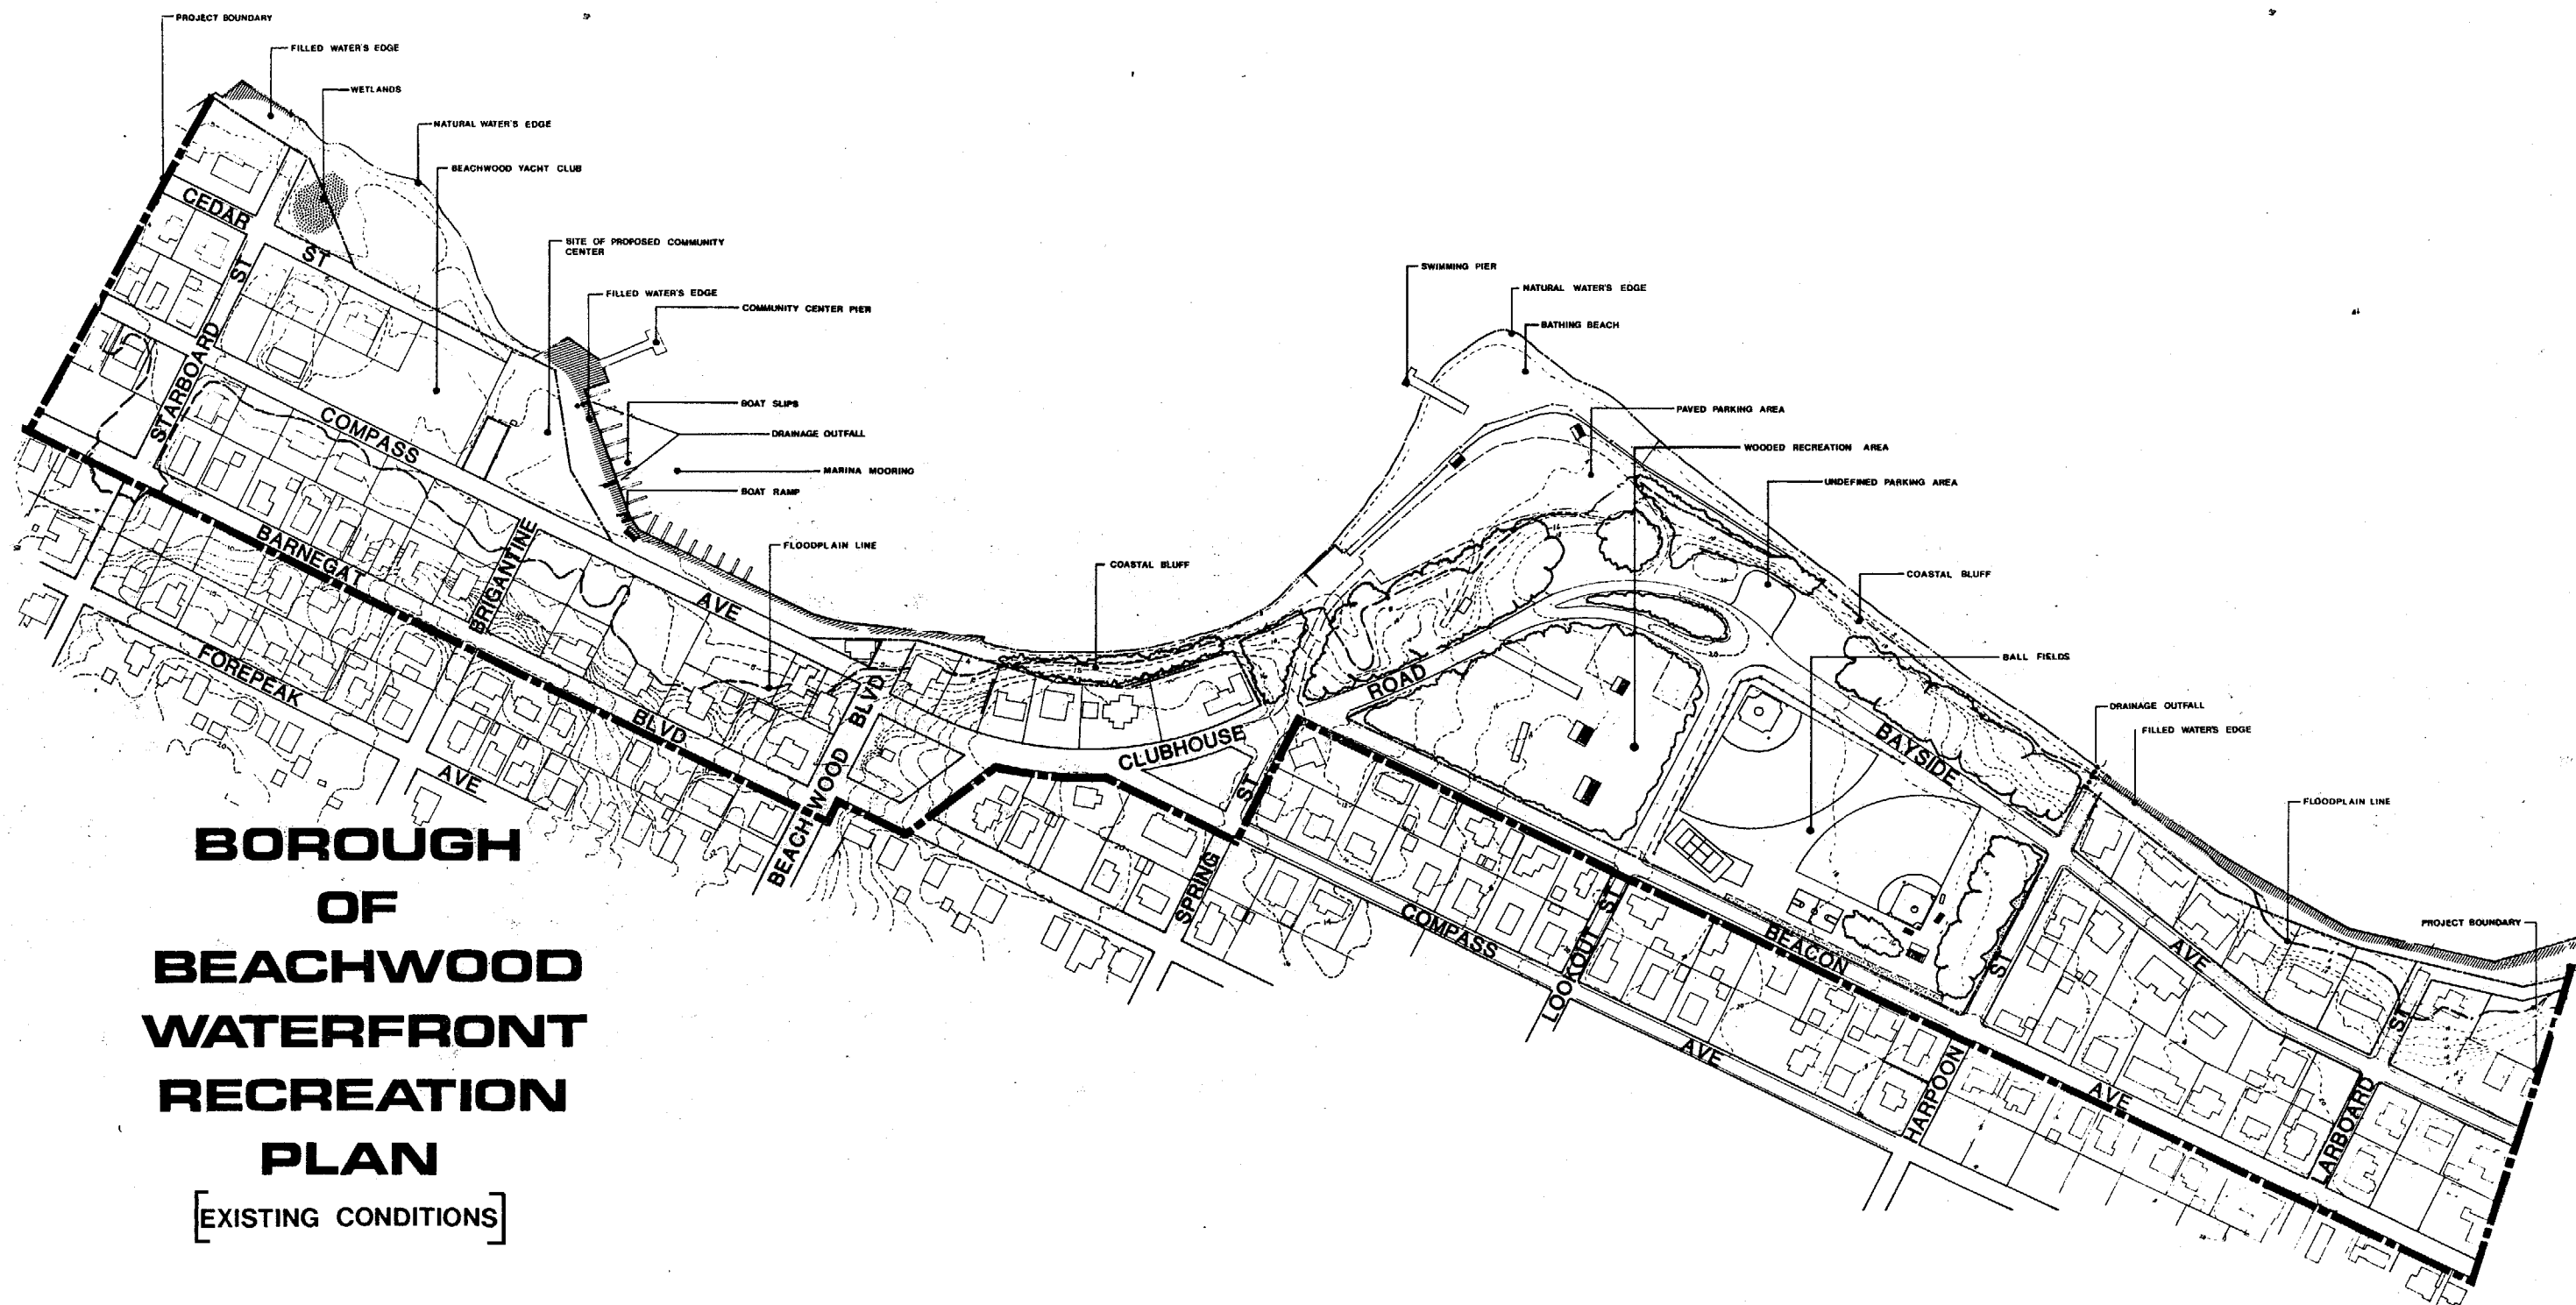 PROJECT BOUNDARY
FILLED WATER'S EDGE
WETLANDS
NATURAL WATER'S EDGE
BEACHWOOD YACHT CLUB
SITE OF PROPOSED COMMUNITY
CENTER
FILLED WATER'S EDGE
COMMUNITY CENTER PIER
BOAT SLIPS
DRAINAGE OUTFALL
MARINA MOORING
BOAT RAMP
FLOODPLAIN LINE
COASTAL BLUFF
SWIMMING PIER
NATURAL WATER'S EDGE
BATHING BEACH
PAVED PARKING AREA
WOODED RECREATION AREA
UNDEFINED PARKING AREA
COASTAL BLUFF
BALL FIELDS
DRAINAGE OUTFALL
FILLED WATER'S EDGE
FLOODPLAIN LINE
PROJECT BOUNDARY
CEDAR ST
STARBOARD ST
COMPASS AVE
BARNEGAT BLVD
BRIGANTINE
FOREPEAK AVE
BEACHWOOD BLVD
CLUBHOUSE ROAD
SPRING ST
COMPASS AVE
LOOKOUT ST
BEACON AVE
BAYSIDE AVE
HARPOON ST
LARBOARD ST
BOROUGH
OF
BEACHWOOD
WATERFRONT
RECREATION
PLAN
[EXISTING CONDITIONS]